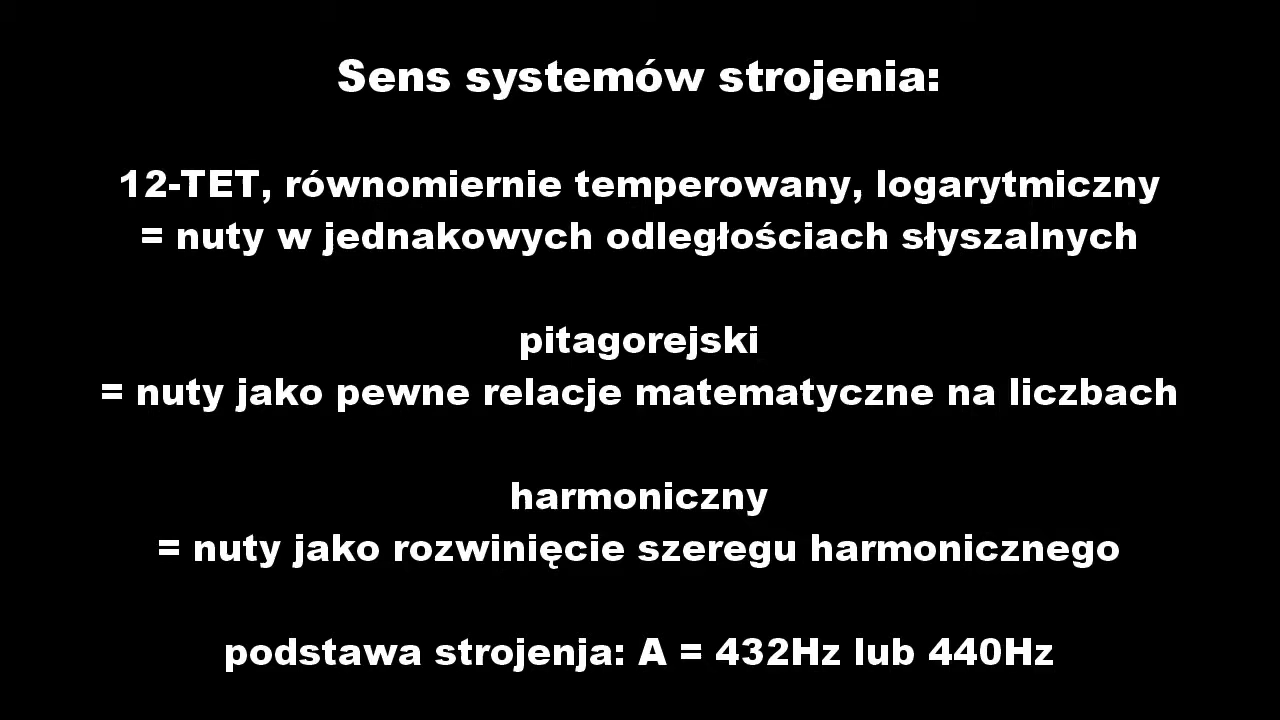 Sens systemów strojenia:
12-TET, równomiernie temperowany, logarytmiczny
= nuty w jednakowych odległościach słyszalnych
pitagorejski
= nuty jako pewne relacje matematyczne na liczbach
harmoniczny
= nuty jako rozwinięcie szeregu harmonicznego
podstawa strojenja: A = 432Hz lub 440Hz